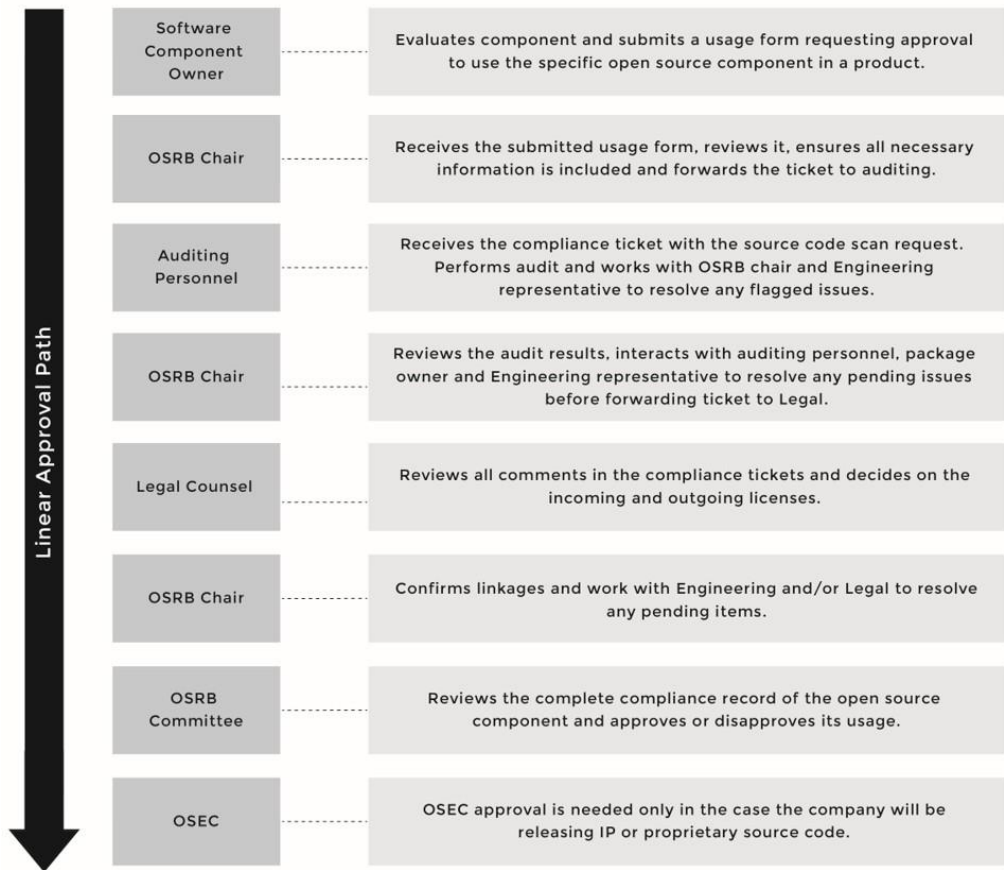 Linear Approval Path
Software
Component
Owner
Evaluates component and submits a usage form requesting approval
to use the specific open source component in a product.
OSRB Chair
Receives the submitted usage form, reviews it, ensures all necessary
information is included and forwards the ticket to auditing.
Auditing
Personnel
Receives the compliance ticket with the source code scan request.
Performs audit and works with OSRB chair and Engineering
representative to resolve any flagged issues.
OSRB Chair
Reviews the audit results, interacts with auditing personnel, package
owner and Engineering representative to resolve any pending issues
before forwarding ticket to Legal.
Legal Counsel
Reviews all comments in the compliance tickets and decides on the
incoming and outgoing licenses.
OSRB Chair
Confirms linkages and work with Engineering and/or Legal to resolve
any pending items.
OSRB
Committee
Reviews the complete compliance record of the open source
component and approves or disapproves its usage.
OSEC
OSEC approval is needed only in the case the company will be
releasing IP or proprietary source code.